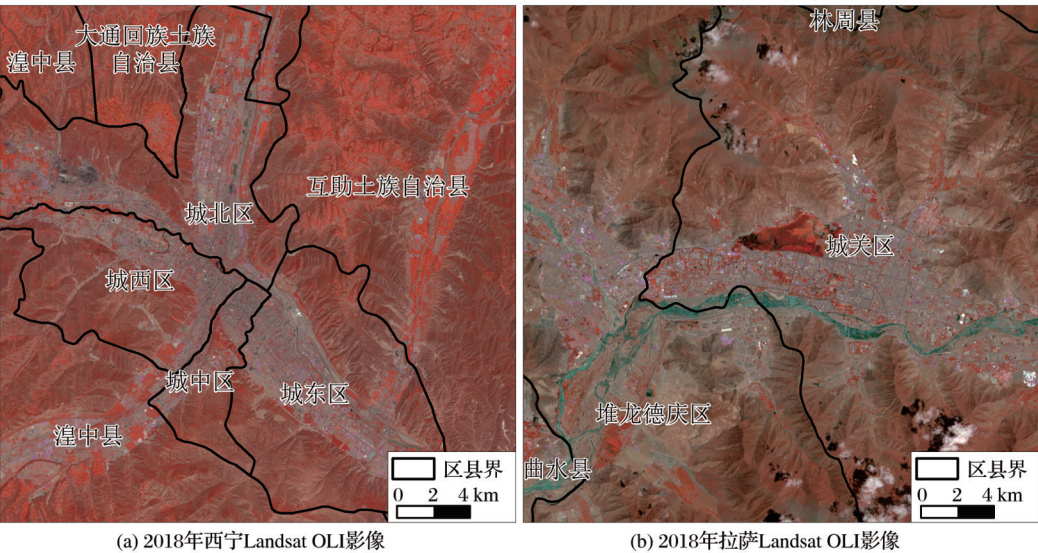 大通回族土族
自治县
湟中县
互助土族自治县
城北区
城西区
城中区
城东区
湟中县
区县界
0 2 4 km
(a) 2018年西宁Landsat OLI影像
林周县
城关区
堆龙德庆区
曲水县
区县界
0 2 4 km
(b) 2018年拉萨Landsat OLI影像